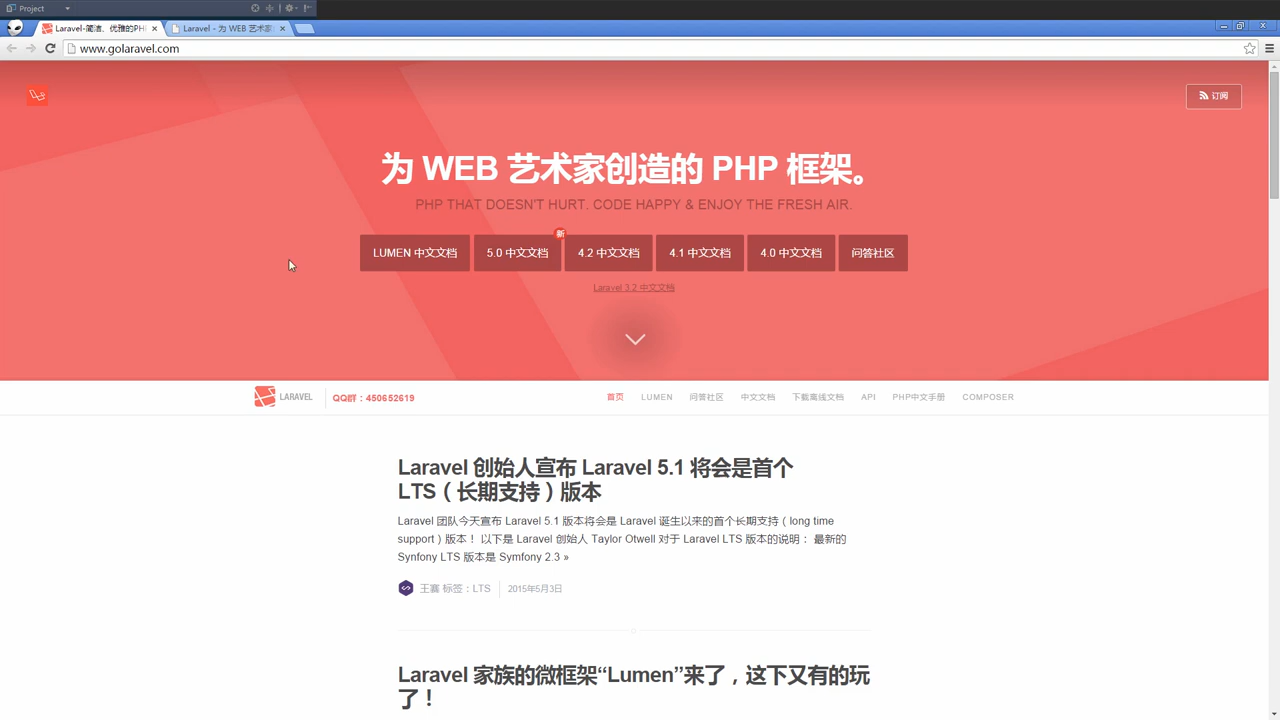 Project
Laravel-简洁、优雅的PH
Laravel - 为 WEB 艺术家
www.golaravel.com
订阅
为 WEB 艺术家创造的 PHP 框架。
PHP THAT DOESN'T HURT. CODE HAPPY & ENJOY THE FRESH AIR.
新
LUMEN 中文文档
5.0 中文文档
4.2 中文文档
4.1 中文文档
4.0 中文文档
问答社区
Laravel 3.2 中文文档
LARAVEL
QQ群：450652619
首页
LUMEN
问答社区
中文文档
下载离线文档
API
PHP中文手册
COMPOSER
Laravel 创始人宣布 Laravel 5.1 将会是首个
LTS（长期支持）版本
Laravel 团队今天宣布 Laravel 5.1 版本将会是 Laravel 诞生以来的首个长期支持（long time
support）版本！ 以下是 Laravel 创始人 Taylor Otwell 对于 Laravel LTS 版本的说明： 最新的
Synfony LTS 版本是 Symfony 2.3 »
王赛 标签：LTS
2015年5月3日
Laravel 家族的微框架“Lumen”来了，这下又有的玩
了！